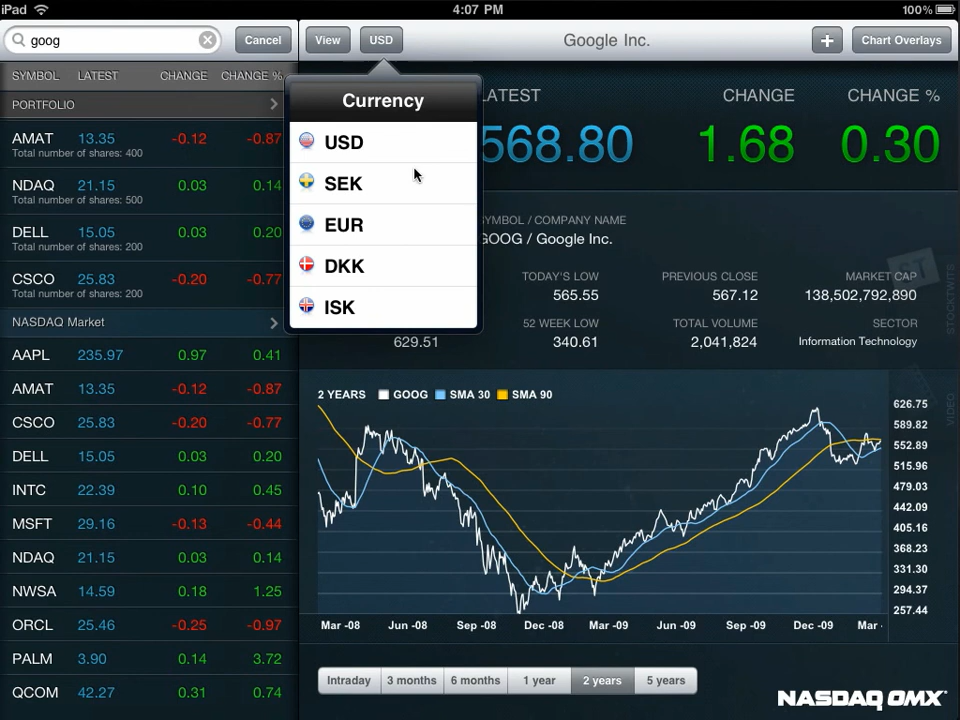 iPad 4:07 PM 100%
goog Cancel View USD Google Inc. + Chart Overlays
SYMBOL LATEST CHANGE CHANGE %
PORTFOLIO
AMAT 13.35 -0.12 -0.87
Total number of shares: 400
NDAQ 21.15 0.03 0.14
Total number of shares: 500
DELL 15.05 0.03 0.20
Total number of shares: 200
CSCO 25.83 -0.20 -0.77
Total number of shares: 200
NASDAQ Market
AAPL 235.97 0.97 0.41
AMAT 13.35 -0.12 -0.87
CSCO 25.83 -0.20 -0.77
DELL 15.05 0.03 0.20
INTC 22.39 0.10 0.45
MSFT 29.16 -0.13 -0.44
NDAQ 21.15 0.03 0.14
NWSA 14.59 0.18 1.25
ORCL 25.46 -0.25 -0.97
PALM 3.90 0.14 3.72
QCOM 42.27 0.31 0.74
Currency
USD
SEK
EUR
DKK
ISK
LATEST CHANGE CHANGE %
568.80 1.68 0.30
SYMBOL / COMPANY NAME
GOOG / Google Inc.
TODAY'S LOW PREVIOUS CLOSE MARKET CAP
565.55 567.12 138,502,792,890
52 WEEK LOW TOTAL VOLUME SECTOR
629.51 340.61 2,041,824 Information Technology
STOCKTWITS
VIDEO
2 YEARS GOOG SMA 30 SMA 90
626.75
589.82
552.89
515.96
479.03
442.09
405.16
368.23
331.30
294.37
257.44
Mar -08 Jun -08 Sep -08 Dec -08 Mar -09 Jun -09 Sep -09 Dec -09 Mar -
Intraday 3 months 6 months 1 year 2 years 5 years
NASDAQ OMX